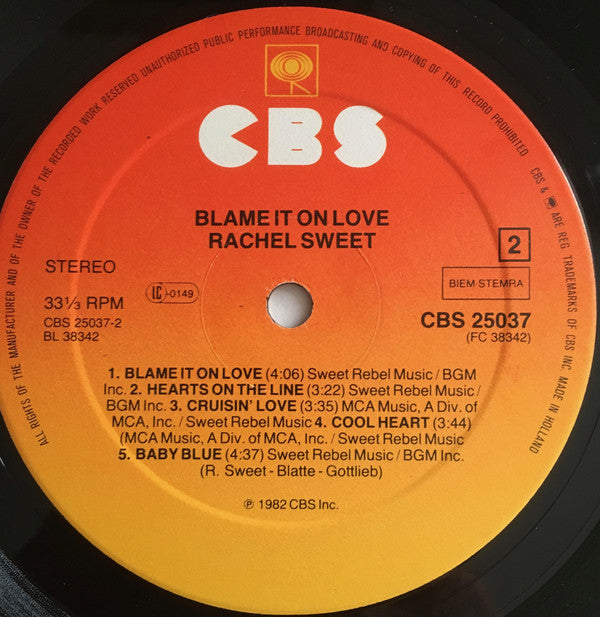 ALL RIGHTS OF THE MANUFACTURER AND OF THE OWNER OF THE RECORDED WORK RESERVED UNAUTHORIZED PUBLIC PERFORMANCE BROADCASTING AND COPYING OF THIS RECORD PROHIBITED
CBS & ARE REG. TRADEMARKS OF CBS INC. MADE IN HOLLAND
CBS
BLAME IT ON LOVE
RACHEL SWEET
2
STEREO
BIEM STEMRA
33⅓ RPM
LC-0149
CBS 25037-2
BL 38342
CBS 25037
(FC 38342)
1. BLAME IT ON LOVE (4:06) Sweet Rebel Music / BGM
Inc. 2. HEARTS ON THE LINE (3:22) Sweet Rebel Music /
BGM Inc. 3. CRUISIN' LOVE (3:35) MCA Music, A Div. of
MCA, Inc. / Sweet Rebel Music 4. COOL HEART (3:44)
(MCA Music, A Div. of MCA, Inc. / Sweet Rebel Music
5. BABY BLUE (4:37) Sweet Rebel Music / BGM Inc.
(R. Sweet - Blatte - Gottlieb)
℗ 1982 CBS Inc.